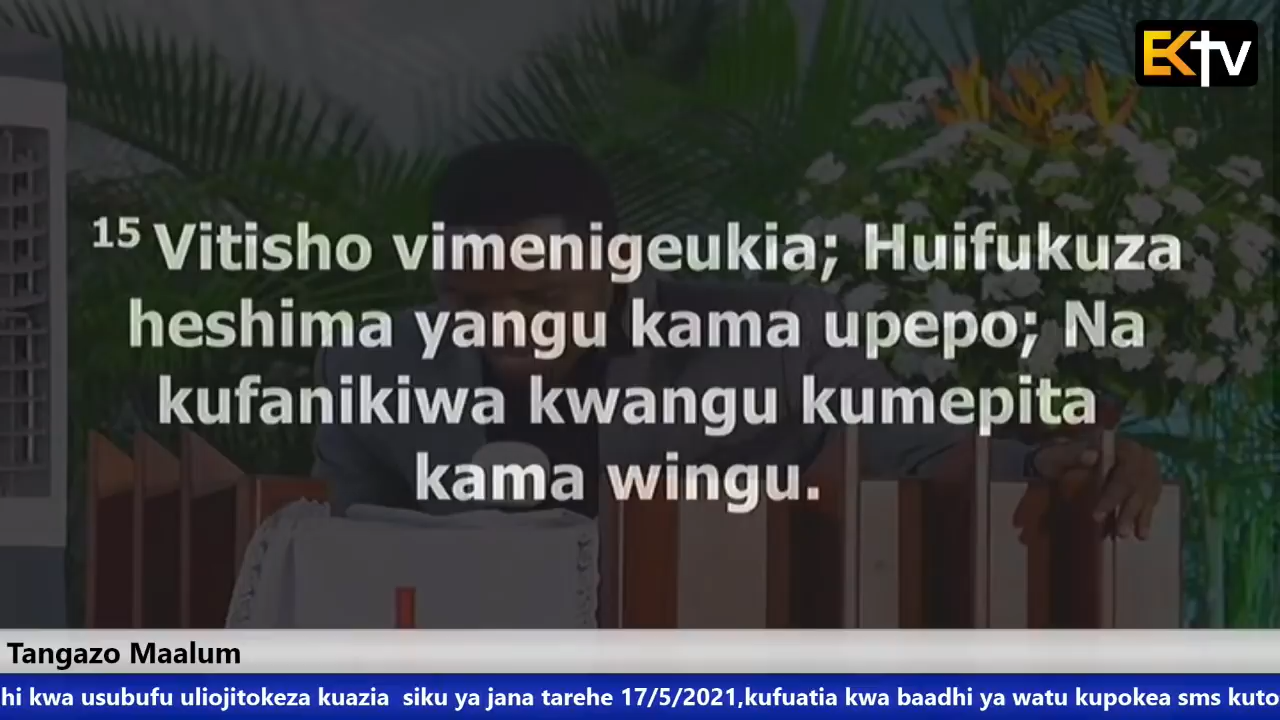 EKTV
15 Vitisho vimenigeukia; Huifukuza
heshima yangu kama upepo; Na
kufanikiwa kwangu kumepita
kama wingu.
Tangazo Maalum
hi kwa usubufu uliojitokeza kuazia siku ya jana tarehe 17/5/2021,kufuatia kwa baadhi ya watu kupokea sms kuto